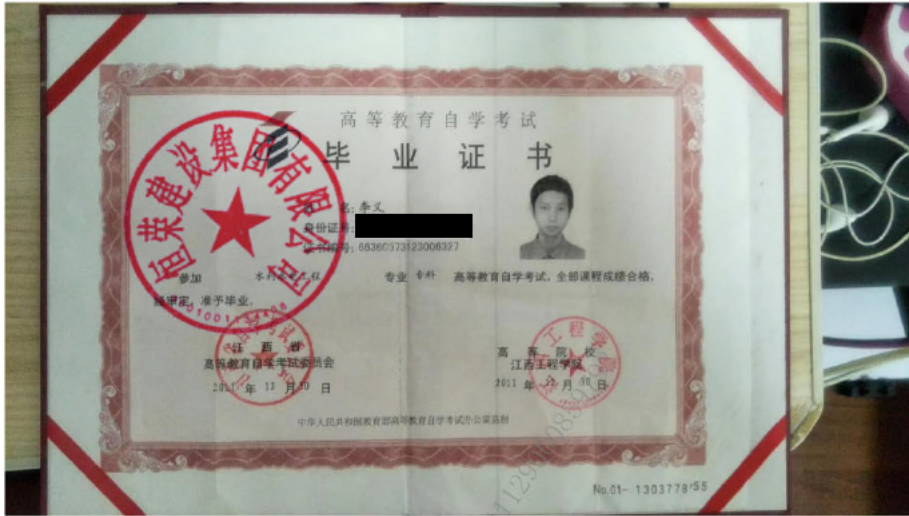 高等教育自学考试
毕业证书
姓名:李义
身份证号:
证书编号:66360573123006327
参加 水利水电工程 专业 专科 高等教育自学考试,全部课程成绩合格,
经审定,准予毕业。
恒荣建设集团有限公司
江西省
高等教育自学考试委员会
2011 年 12 月 30 日
高等院校
江西工程学院
2011 年 12 月 30 日
中华人民共和国教育部高等教育自学考试办公室监制
No.01- 1303778